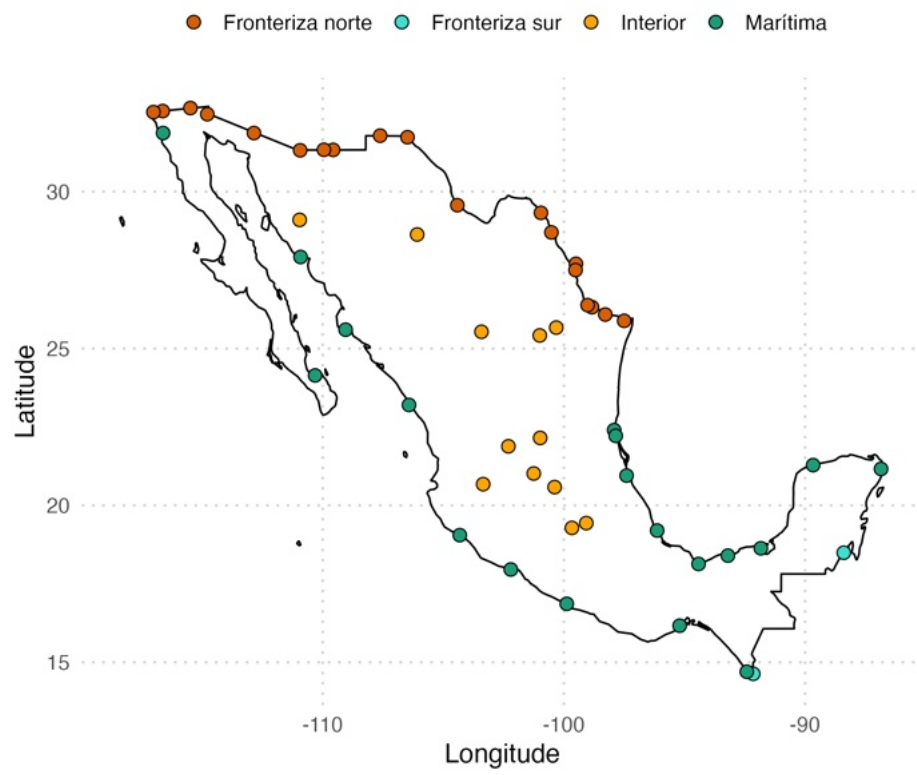 Fronteriza norte Fronteriza sur Interior Marítima
30
25
20
15
Latitude
-110 -100 -90
Longitude